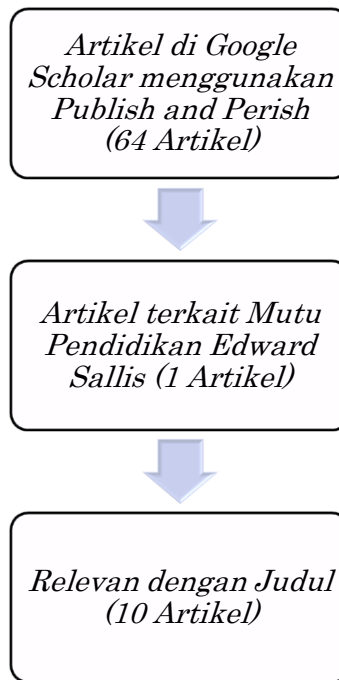 Artikel di Google
Scholar menggunakan
Publish and Perish
(64 Artikel)
Artikel terkait Mutu
Pendidikan Edward
Sallis (1 Artikel)
Relevan dengan Judul
(10 Artikel)